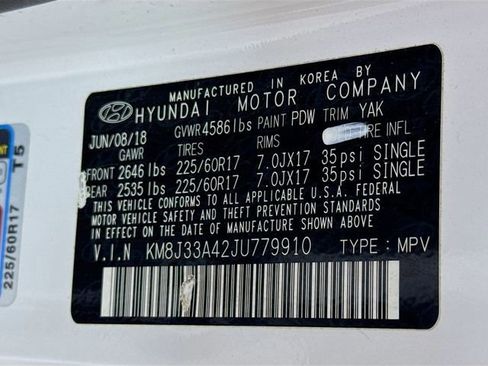 MANUFACTURED IN KOREA BY
HYUNDAI MOTOR COMPANY
JUN/08/18 GVWR 4586 lbs PAINT PDW TRIM YAK
GAWR TIRES RIMS INFL
FRONT 2646 lbs 225/60R17 7.0JX17 35psi SINGLE
REAR 2535 lbs 225/60R17 7.0JX17 35psi SINGLE
THIS VEHICLE CONFORMS TO ALL APPLICABLE U.S.A. FEDERAL
MOTOR VEHICLE SAFETY AND THEFT PREVENTION STANDARDS
IN EFFECT ON THE DATE OF MANUFACTURE SHOWN ABOVE.
V.I.N KM8J33A42JU779910 TYPE : MPV
225/60R17 T5